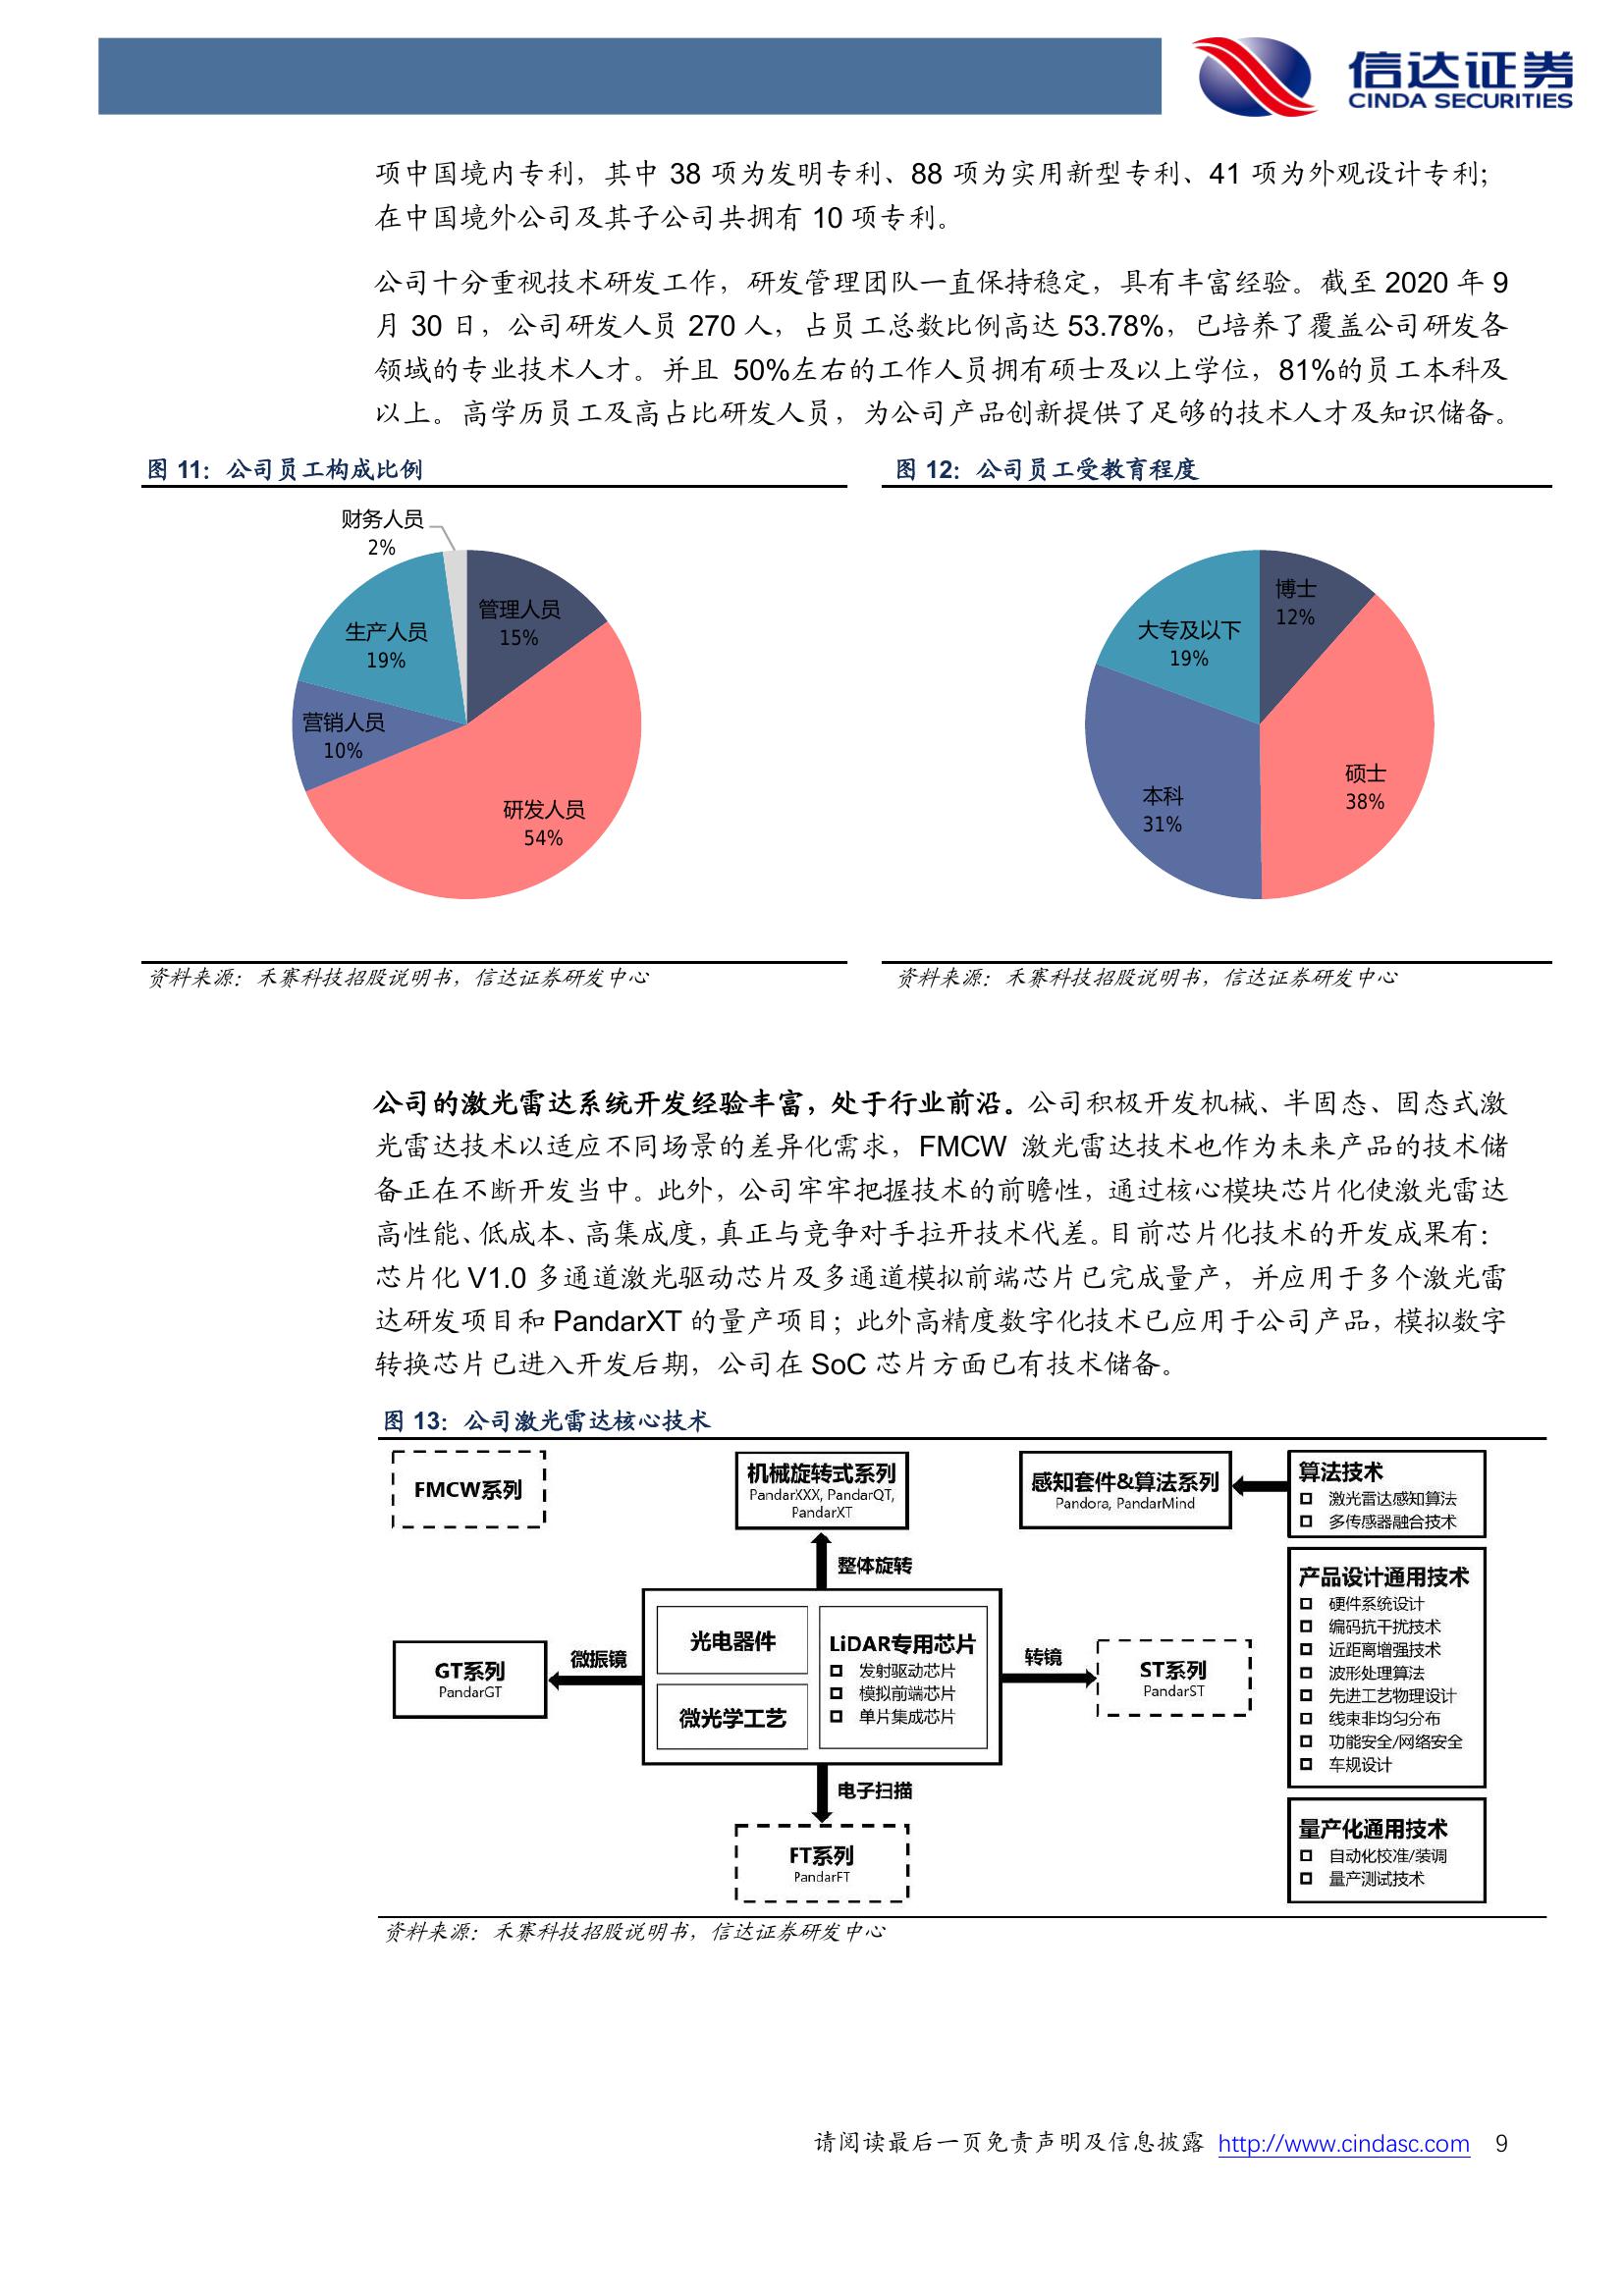 信达证券
CINDA SECURITIES
项中国境内专利，其中 38 项为发明专利、88 项为实用新型专利、41 项为外观设计专利；
在中国境外公司及其子公司共拥有 10 项专利。
公司十分重视技术研发工作，研发管理团队一直保持稳定，具有丰富经验。截至 2020 年 9
月 30 日，公司研发人员 270 人，占员工总数比例高达 53.78%，已培养了覆盖公司研发各
领域的专业技术人才。并且 50%左右的工作人员拥有硕士及以上学位，81%的员工本科及
以上。高学历员工及高占比研发人员，为公司产品创新提供了足够的技术人才及知识储备。
图 11：公司员工构成比例
财务人员
2%
管理人员
15%
生产人员
19%
营销人员
10%
研发人员
54%
资料来源：禾赛科技招股说明书，信达证券研发中心
图 12：公司员工受教育程度
博士
12%
大专及以下
19%
硕士
38%
本科
31%
资料来源：禾赛科技招股说明书，信达证券研发中心
公司的激光雷达系统开发经验丰富，处于行业前沿。公司积极开发机械、半固态、固态式激
光雷达技术以适应不同场景的差异化需求，FMCW 激光雷达技术也作为未来产品的技术储
备正在不断开发当中。此外，公司牢牢把握技术的前瞻性，通过核心模块芯片化使激光雷达
高性能、低成本、高集成度，真正与竞争对手拉开技术代差。目前芯片化技术的开发成果有：
芯片化 V1.0 多通道激光驱动芯片及多通道模拟前端芯片已完成量产，并应用于多个激光雷
达研发项目和 PandarXT 的量产项目；此外高精度数字化技术已应用于公司产品，模拟数字
转换芯片已进入开发后期，公司在 SoC 芯片方面已有技术储备。
图 13：公司激光雷达核心技术
FMCW系列
机械旋转式系列
PandarXXX, PandarQT,
PandarXT
感知套件&算法系列
Pandora, PandarMind
算法技术
激光雷达感知算法
多传感器融合技术
整体旋转
光电器件
微光学工艺
LiDAR专用芯片
发射驱动芯片
模拟前端芯片
单片集成芯片
微振镜
GT系列
PandarGT
转镜
ST系列
PandarST
产品设计通用技术
硬件系统设计
编码抗干扰技术
近距离增强技术
波形处理算法
先进工艺物理设计
线束非均匀分布
功能安全/网络安全
车规设计
电子扫描
FT系列
PandarFT
量产化通用技术
自动化校准/装调
量产测试技术
资料来源：禾赛科技招股说明书，信达证券研发中心
请阅读最后一页免责声明及信息披露 http://www.cindasc.com 9